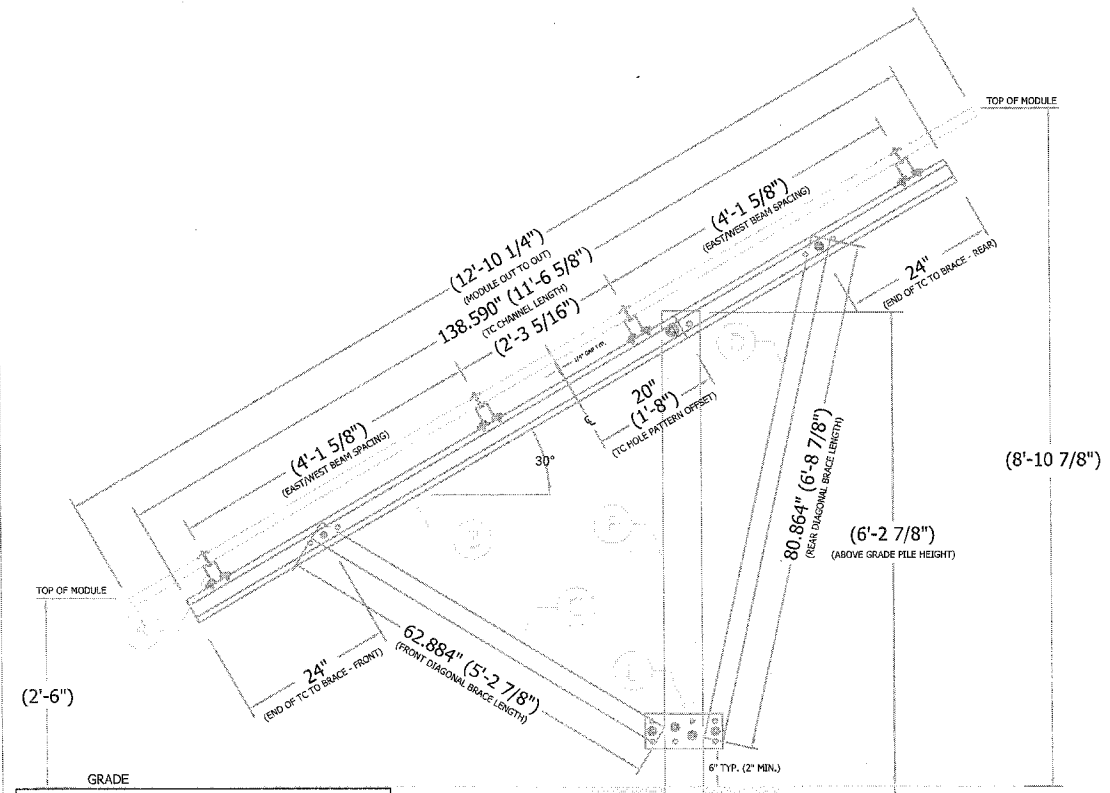 TOP OF MODULE
(12'-10 1/4")
(MODULE OUT TO OUT)
138.590" (11'-6 5/8")
(TC CHANNEL LENGTH)
(2'-3 5/16")
(4'-1 5/8")
(EAST/WEST BEAM SPACING)
24"
(END OF TC TO BRACE - REAR)
1/4" GAP TYP.
20"
(1'-8")
(TC HOLE PATTERN OFFSET)
(4'-1 5/8")
(EAST/WEST BEAM SPACING)
30°
(8'-10 7/8")
80.864" (6'-8 7/8")
(REAR DIAGONAL BRACE LENGTH)
(6'-2 7/8")
(ABOVE GRADE PILE HEIGHT)
TOP OF MODULE
62.884" (5'-2 7/8")
(FRONT DIAGONAL BRACE LENGTH)
24"
(END OF TC TO BRACE - FRONT)
(2'-6")
6" TYP. (2" MIN.)
GRADE